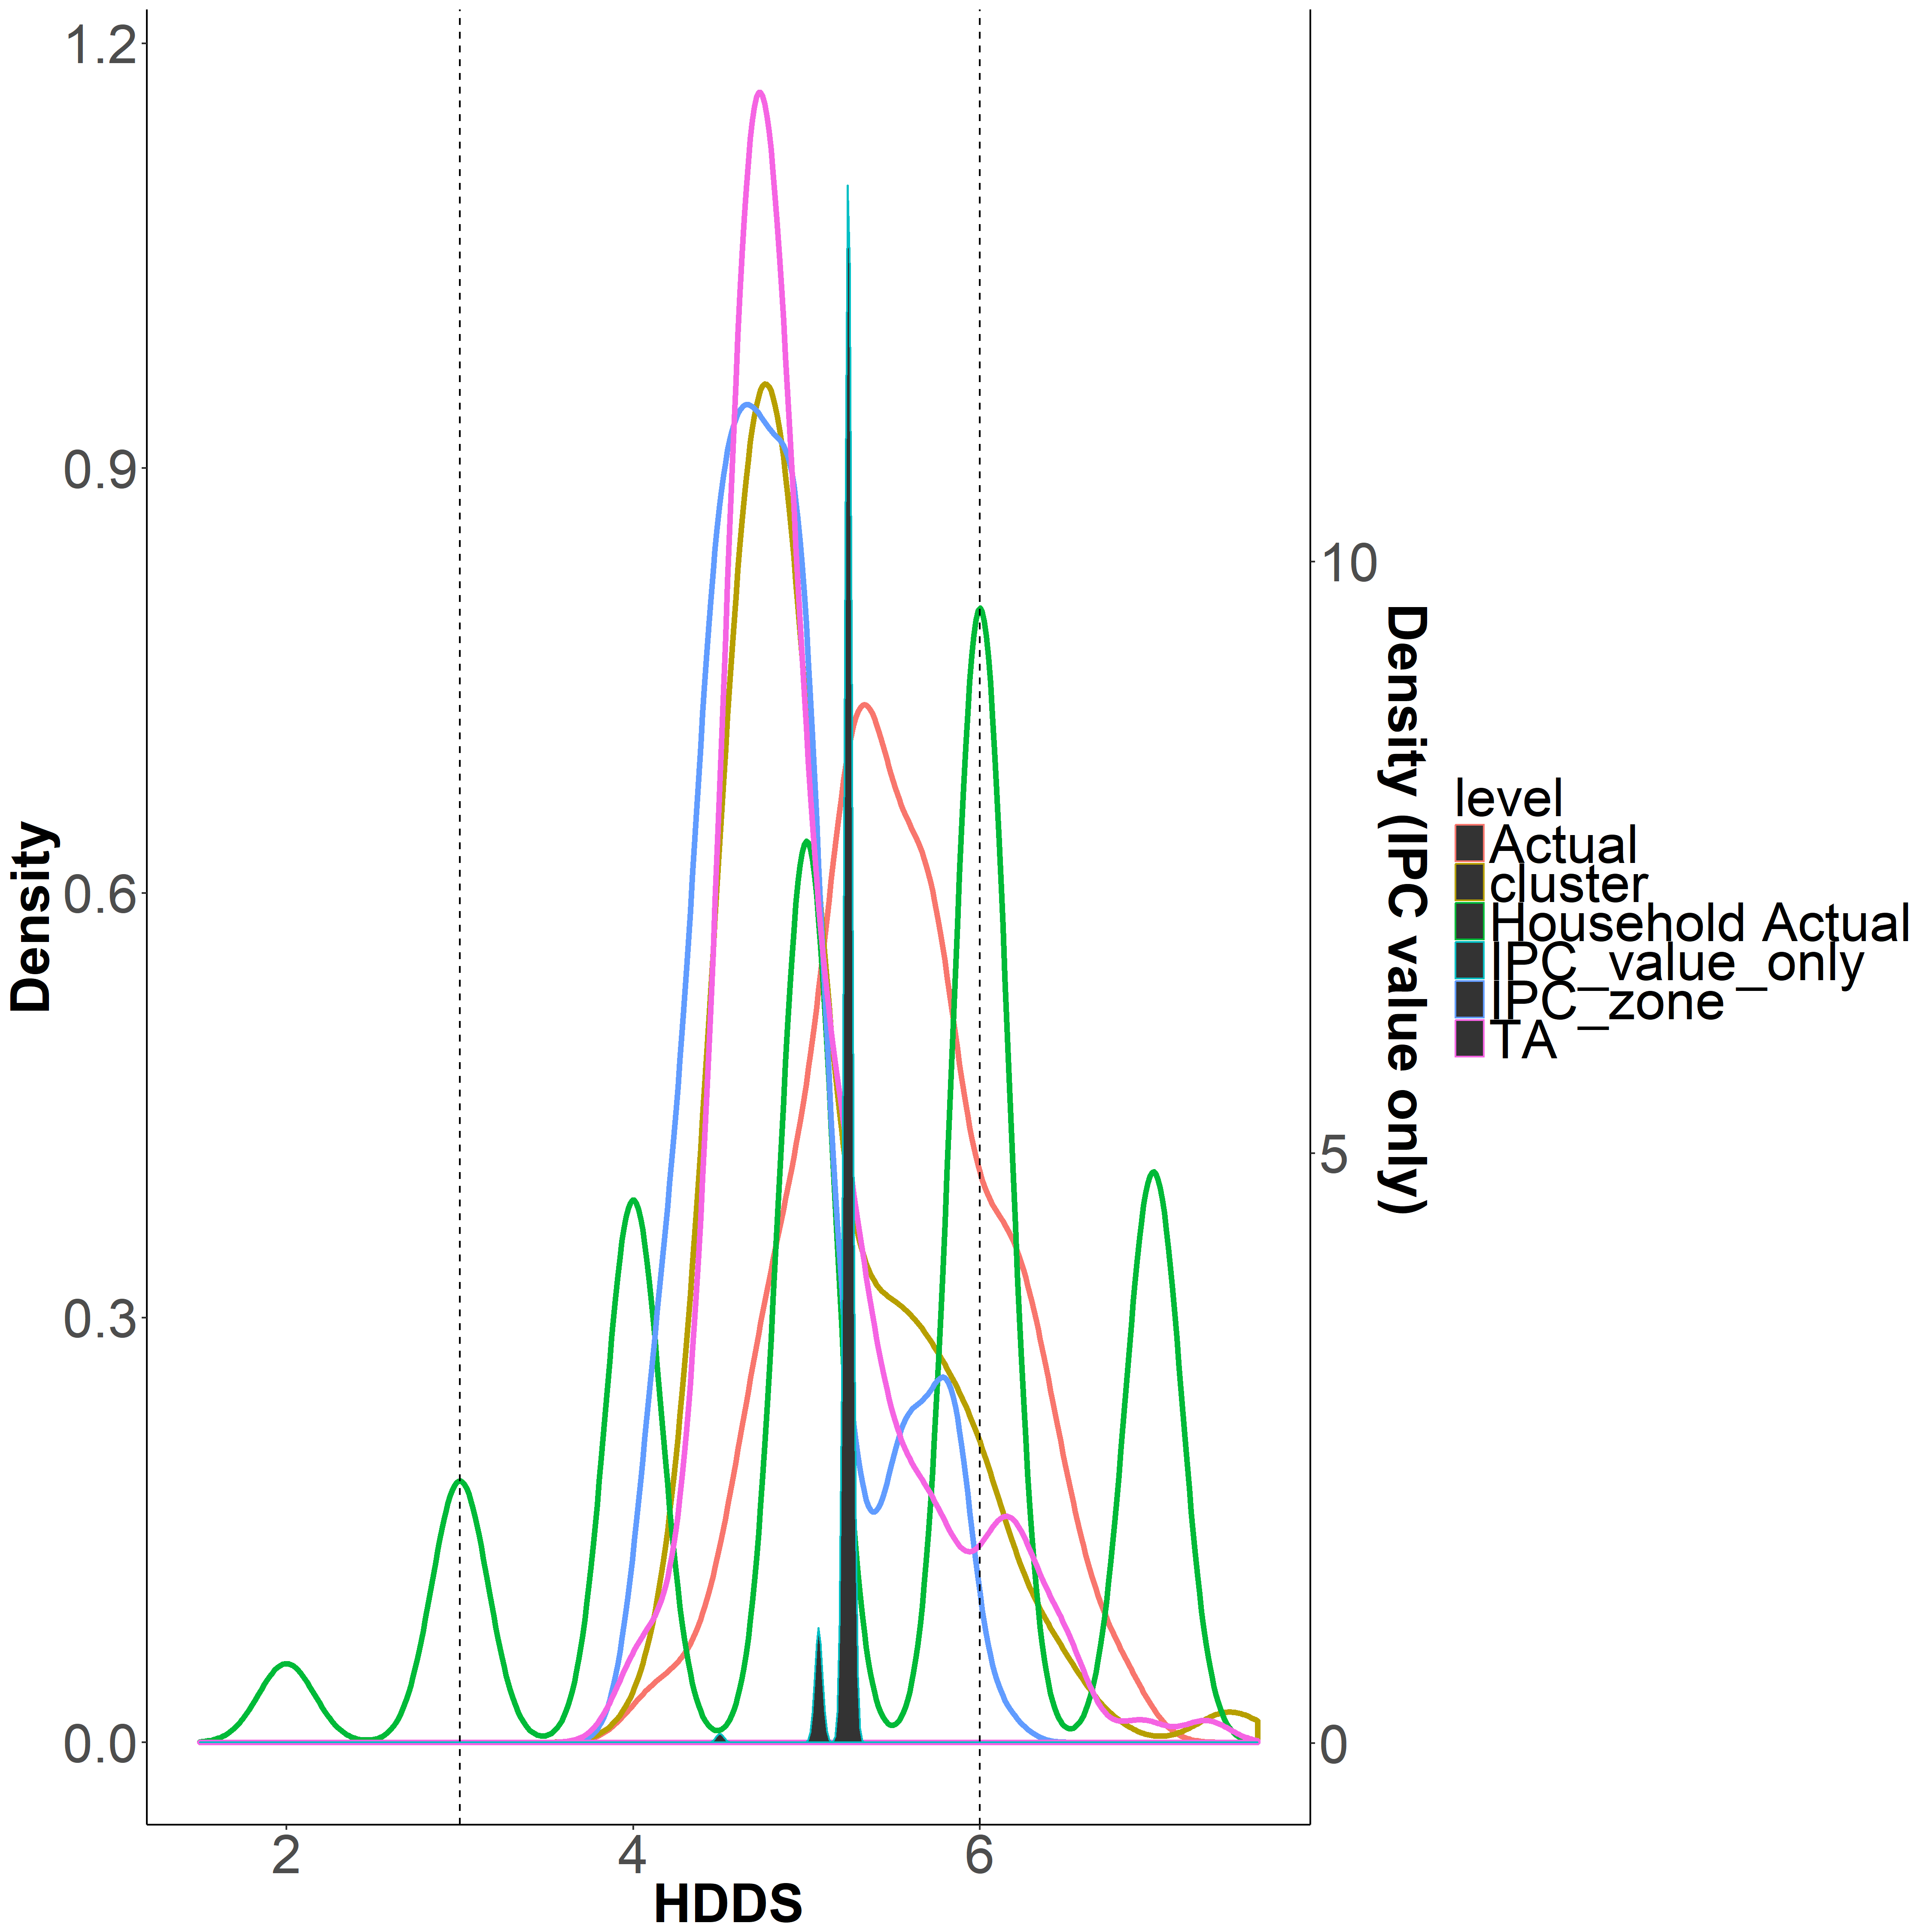 1.2
0.9
0.6
0.3
0.0
Density
2
4
6
HDDS
10
5
0
Density (IPC value only)
level
Actual
cluster
Household Actual
IPC_value_only
IPC_zone
TA